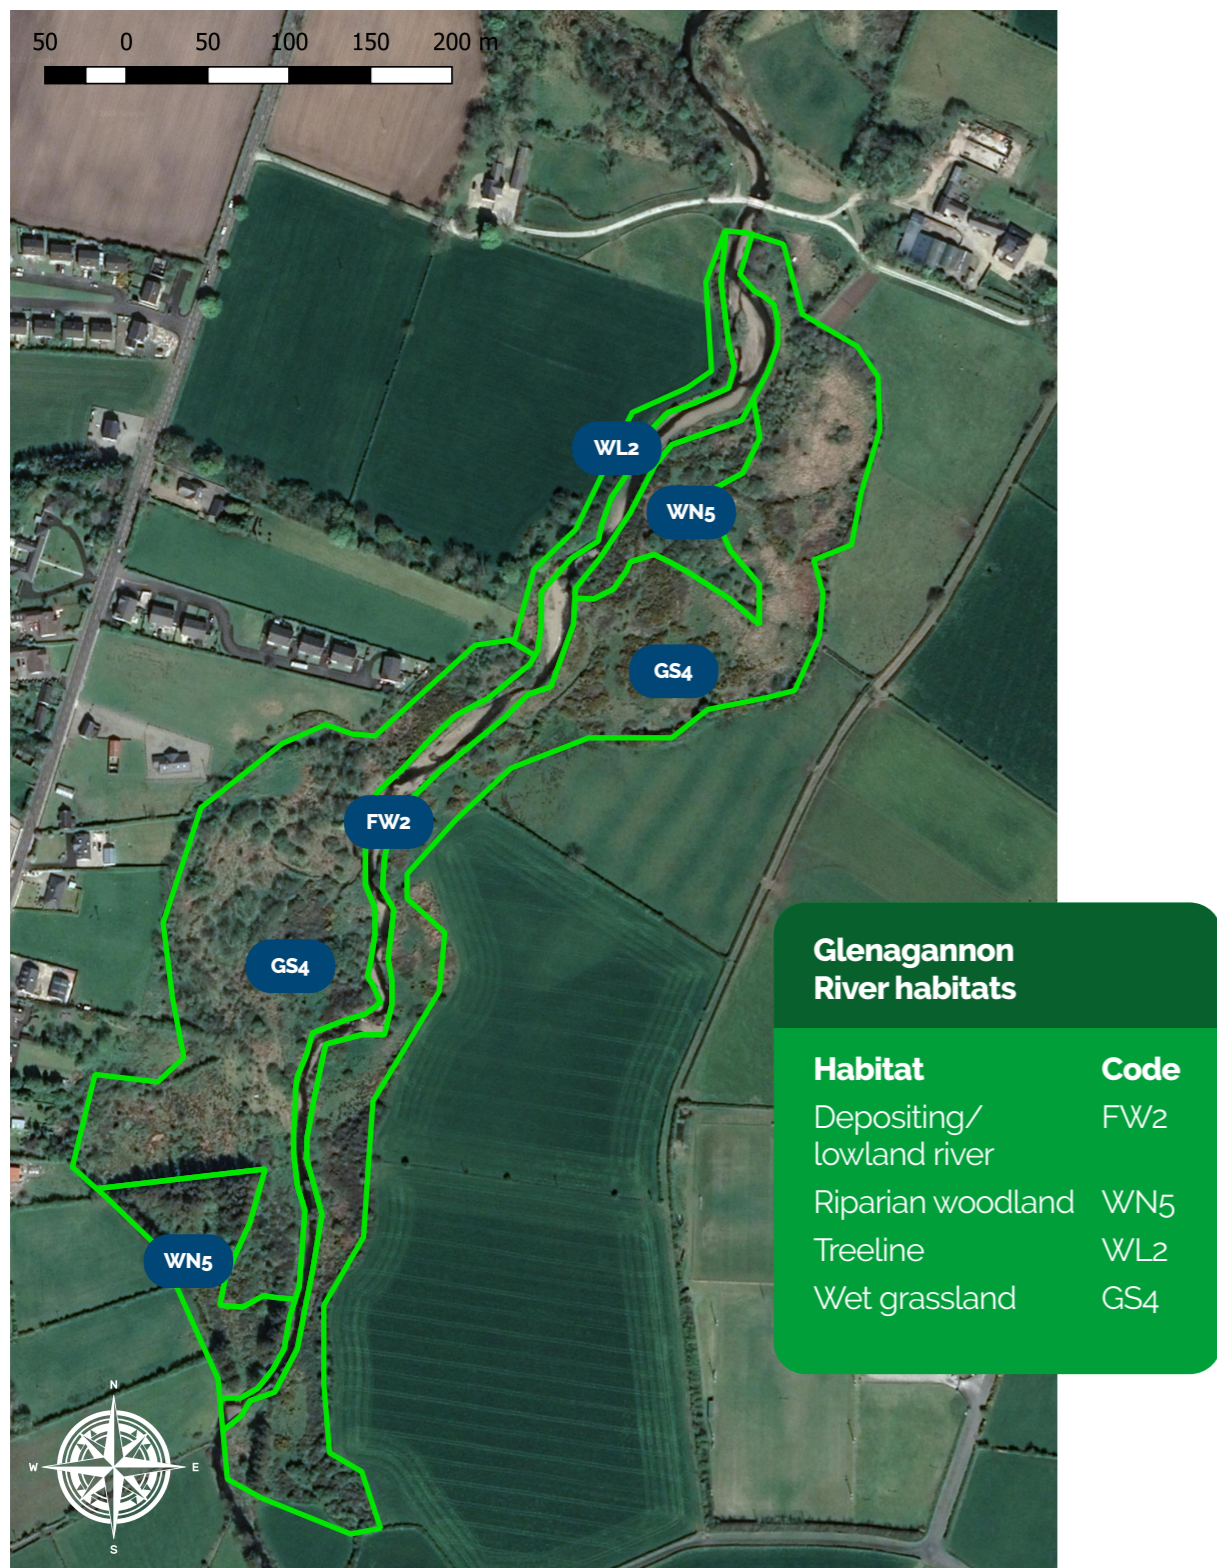 50 0 50 100 150 200 m
WL2
WN5
GS4
FW2
GS4
WN5
Glenagannon
River habitats
Habitat Code
Depositing/ FW2
lowland river
Riparian woodland WN5
Treeline WL2
Wet grassland GS4
N
W E
S